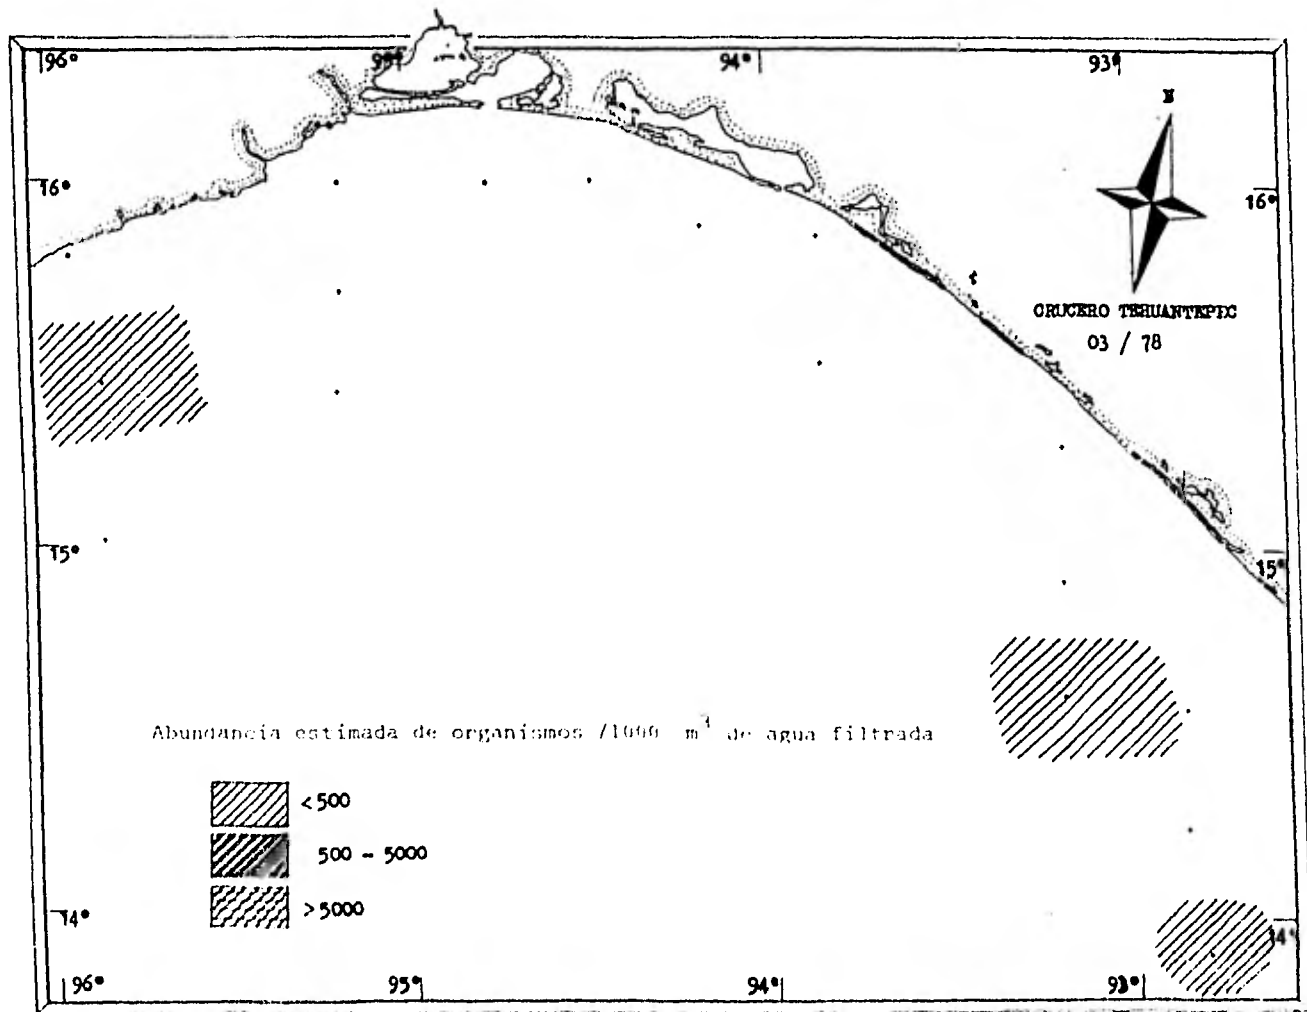 96° 95° 94° 93°
N
16° 16°
CRUCERO TEHUANTEPEC
03 / 78
15° 15°
Abundancia estimada de organismos /1000 m³ de agua filtrada
<500
500 - 5000
>5000
14° 14°
96° 95° 94° 93°